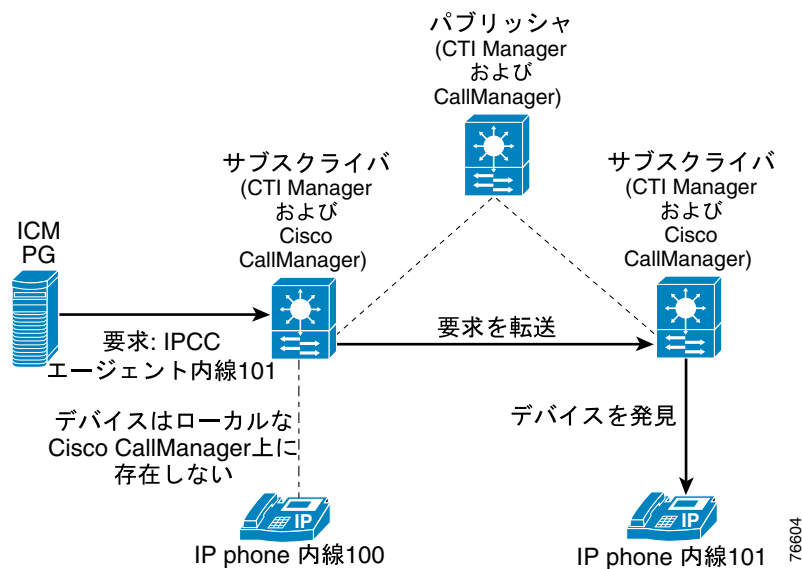 パブリッシャ
(CTI Manager
および
CallManager)
サブスクライバ
(CTI Manager
および
Cisco
CallManager)
サブスクライバ
(CTI Manager
および
Cisco
CallManager)
ICM
PG
要求: IPCC
エージェント内線101
要求を転送
デバイスはローカルな
Cisco CallManager上に
存在しない
デバイスを発見
IP
IP phone 内線100
IP
IP phone 内線101
76604